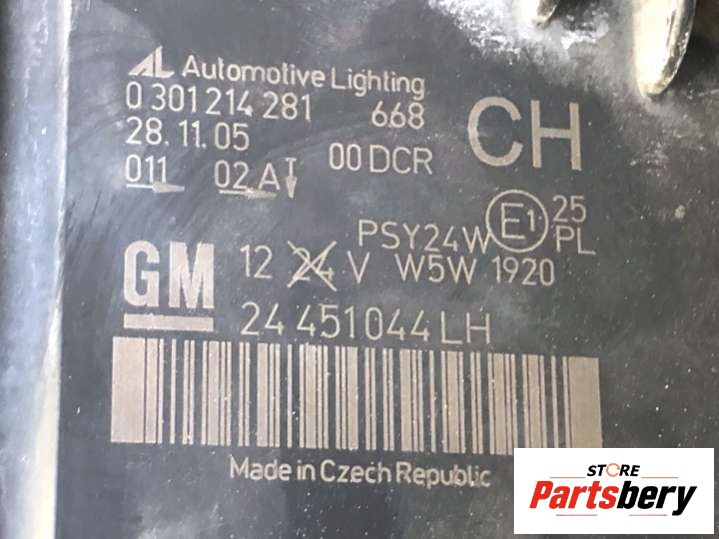 AL Automotive Lighting
0 301 214 281 668
28.11.05 00 DCR
CH
011 02.A
PSY24W E1 25
PL
GM 12 24 V W5W 1920
24 451 044 LH
Made in Czech Republic
STORE
Partsbery